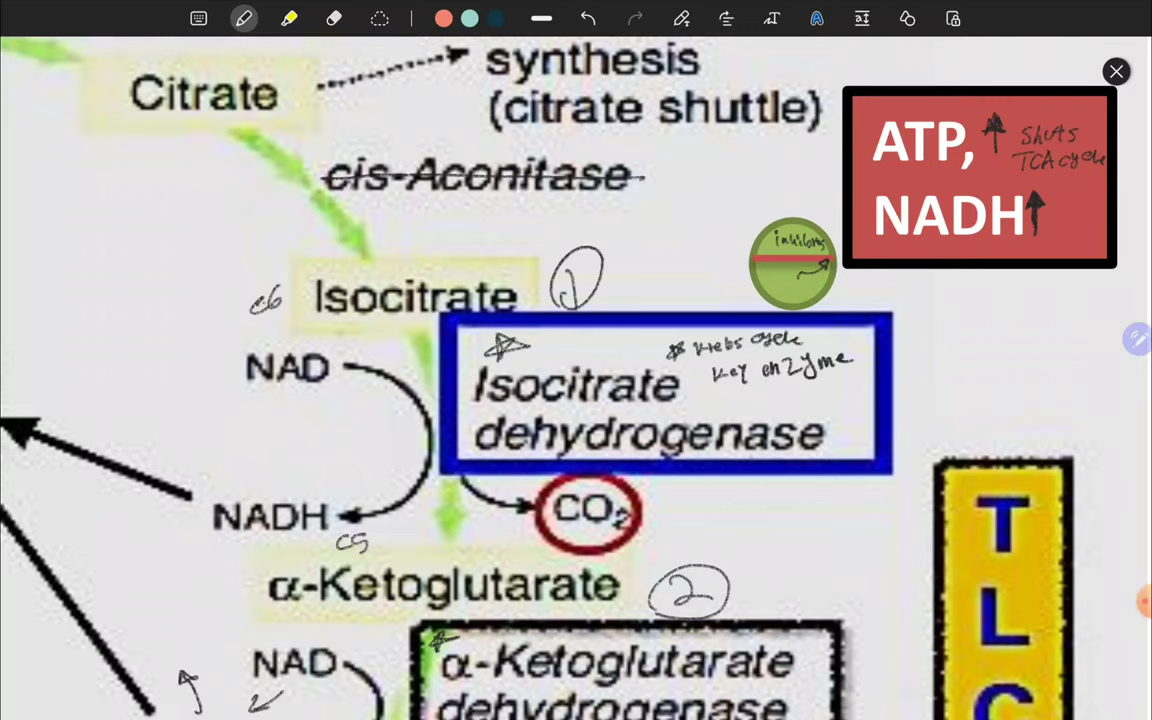 synthesis
Citrate
(citrate shuttle)
ATP,
shuts
TCA cycle
cis-Aconitase
NADH
inhibitors
1
c6
Isocitrate
NAD
* Krebs cycle
key enzyme
Isocitrate
dehydrogenase
NADH
CO2
c5
α-Ketoglutarate
2
T
L
C
NAD
α-Ketoglutarate
dehydrogenase